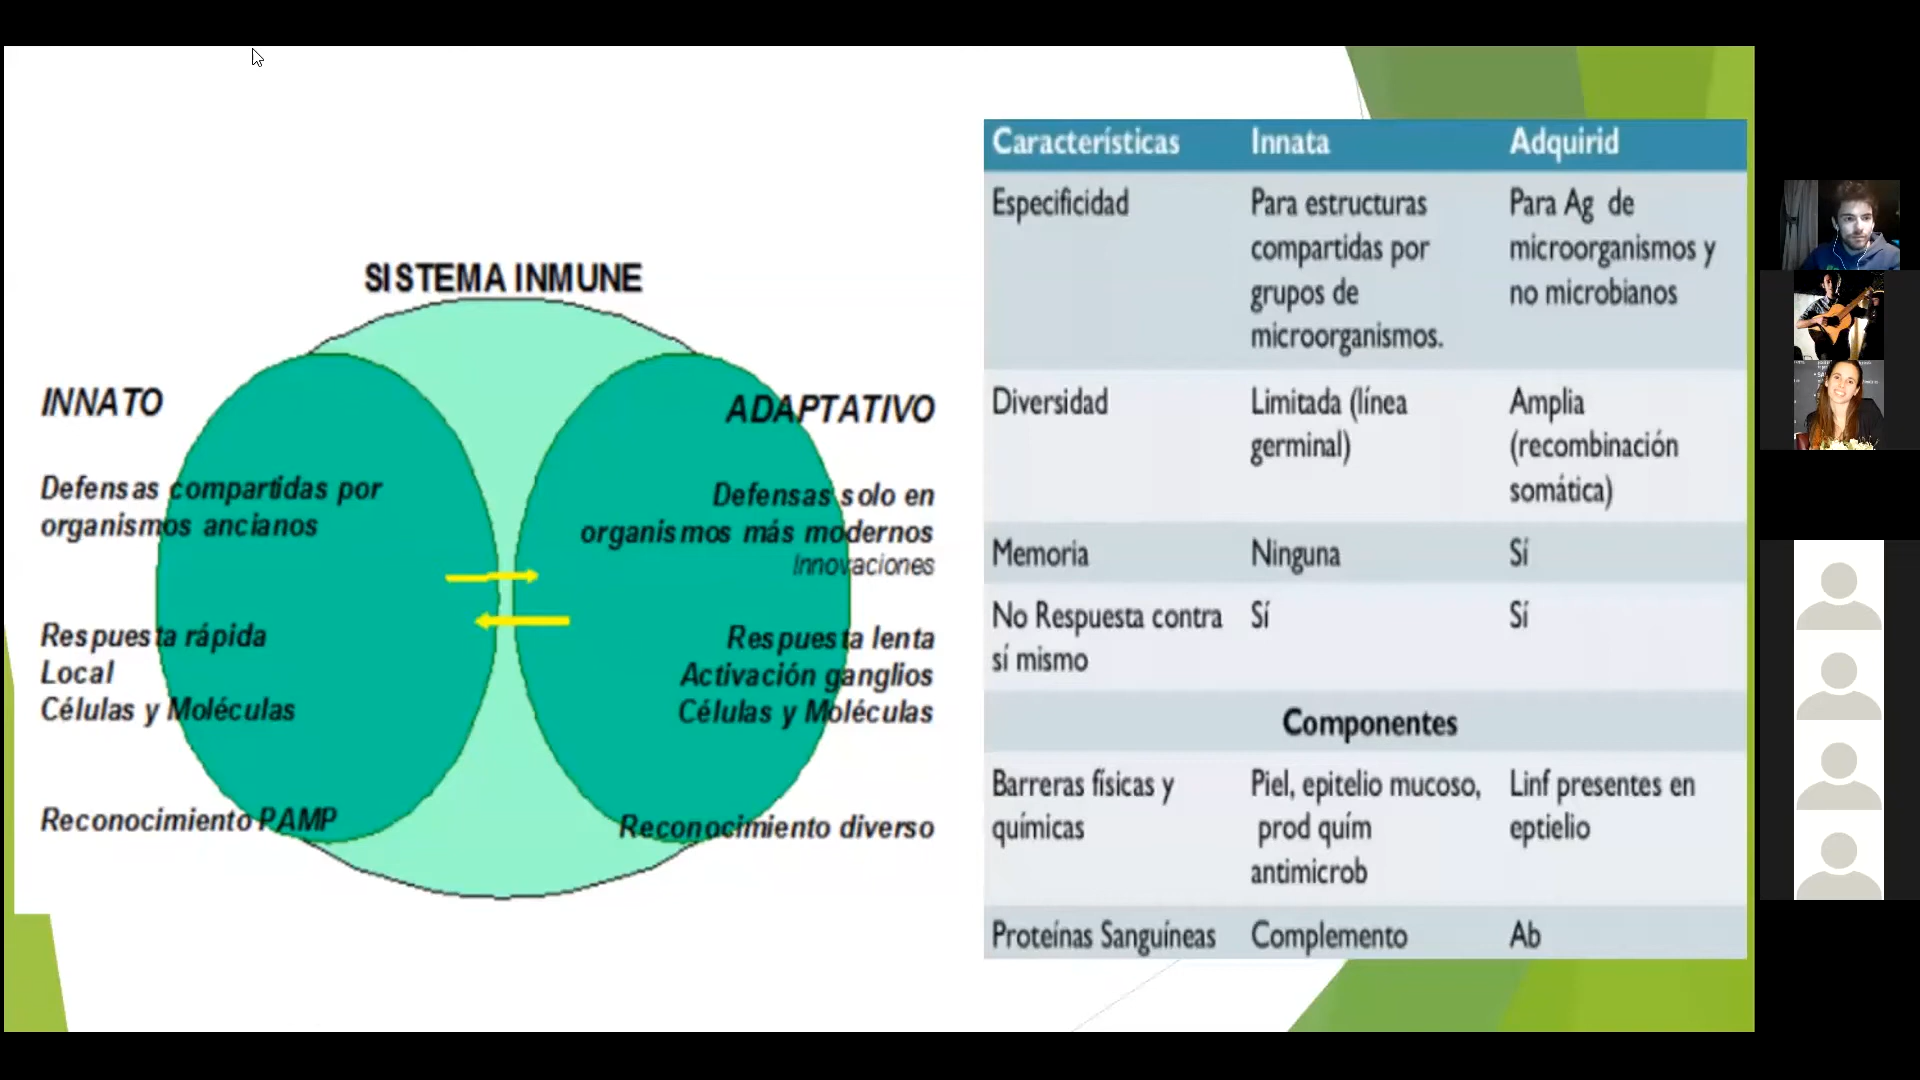 SISTEMA INMUNE
INNATO
Defensas compartidas por
organismos ancianos
Respuesta rápida
Local
Células y Moléculas
Reconocimiento PAMP
ADAPTATIVO
Defensas solo en
organismos más modernos
Innovaciones
Respuesta lenta
Activación ganglios
Células y Moléculas
Reconocimiento diverso
Características Innata Adquirid
Especificidad
Para estructuras
compartidas por
grupos de
microorganismos.
Para Ag de
microorganismos y
no microbianos
Diversidad
Limitada (línea
germinal)
Amplia
(recombinación
somática)
Memoria Ninguna Sí
No Respuesta contra
sí mismo
Sí
Sí
Componentes
Barreras físicas y
químicas
Piel, epitelio mucoso,
prod quím
antimicrob
Linf presentes en
eptielio
Proteínas Sanguíneas Complemento Ab